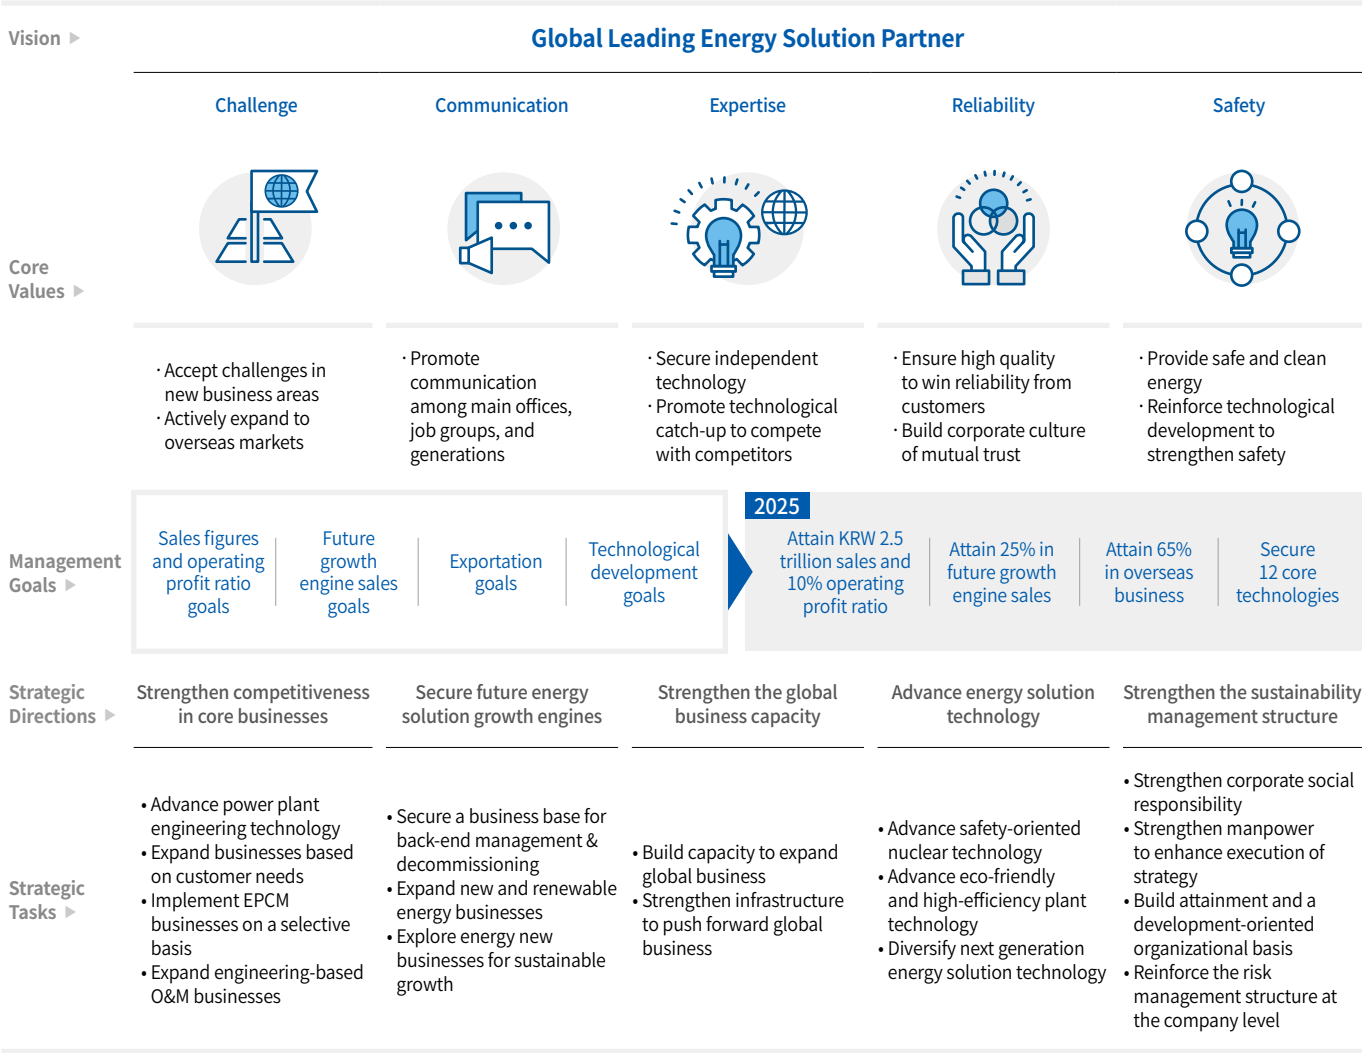 Vision ▶
Global Leading Energy Solution Partner
Challenge
Communication
Expertise
Reliability
Safety
Core
Values ▶
· Accept challenges in
new business areas
· Actively expand to
overseas markets
· Promote
communication
among main offices,
job groups, and
generations
· Secure independent
technology
· Promote technological
catch-up to compete
with competitors
· Ensure high quality
to win reliability from
customers
· Build corporate culture
of mutual trust
· Provide safe and clean
energy
· Reinforce technological
development to
strengthen safety
Management
Goals ▶
Sales figures
and operating
profit ratio
goals
Future
growth
engine sales
goals
Exportation
goals
Technological
development
goals
2025
Attain KRW 2.5
trillion sales and
10% operating
profit ratio
Attain 25% in
future growth
engine sales
Attain 65%
in overseas
business
Secure
12 core
technologies
Strategic
Directions ▶
Strengthen competitiveness
in core businesses
Secure future energy
solution growth engines
Strengthen the global
business capacity
Advance energy solution
technology
Strengthen the sustainability
management structure
Strategic
Tasks ▶
• Advance power plant
engineering technology
• Expand businesses based
on customer needs
• Implement EPCM
businesses on a selective
basis
• Expand engineering-based
O&M businesses
• Secure a business base for
back-end management &
decommissioning
• Expand new and renewable
energy businesses
• Explore energy new
businesses for sustainable
growth
• Build capacity to expand
global business
• Strengthen infrastructure
to push forward global
business
• Advance safety-oriented
nuclear technology
• Advance eco-friendly
and high-efficiency plant
technology
• Diversify next generation
energy solution technology
• Strengthen corporate social
responsibility
• Strengthen manpower
to enhance execution of
strategy
• Build attainment and a
development-oriented
organizational basis
• Reinforce the risk
management structure at
the company level